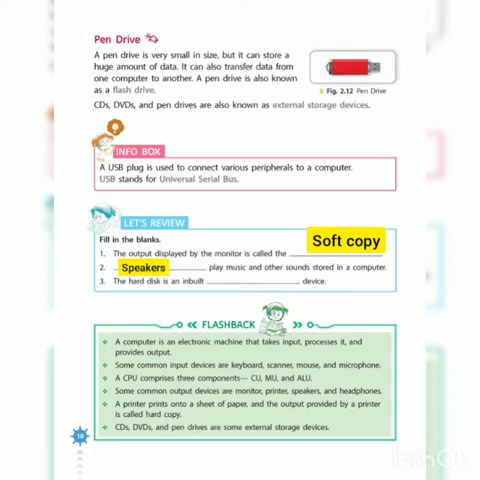 Pen Drive
A pen drive is very small in size, but it can store a
huge amount of data. It can also transfer data from
one computer to another. A pen drive is also known
as a flash drive.
Fig. 2.12 Pen Drive
CDs, DVDs, and pen drives are also known as external storage devices.
INFO BOX
A USB plug is used to connect various peripherals to a computer.
USB stands for Universal Serial Bus.
LET'S REVIEW
Fill in the blanks.
Soft copy
1. The output displayed by the monitor is called the
2. Speakers play music and other sounds stored in a computer.
3. The hard disk is an inbuilt device.
FLASHBACK
A computer is an electronic machine that takes input, processes it, and
provides output.
Some common input devices are keyboard, scanner, mouse, and microphone.
A CPU comprises three components— CU, MU, and ALU.
Some common output devices are monitor, printer, speakers, and headphones.
A printer prints onto a sheet of paper, and the output provided by a printer
is called hard copy.
CDs, DVDs, and pen drives are some external storage devices.
18
InShOt